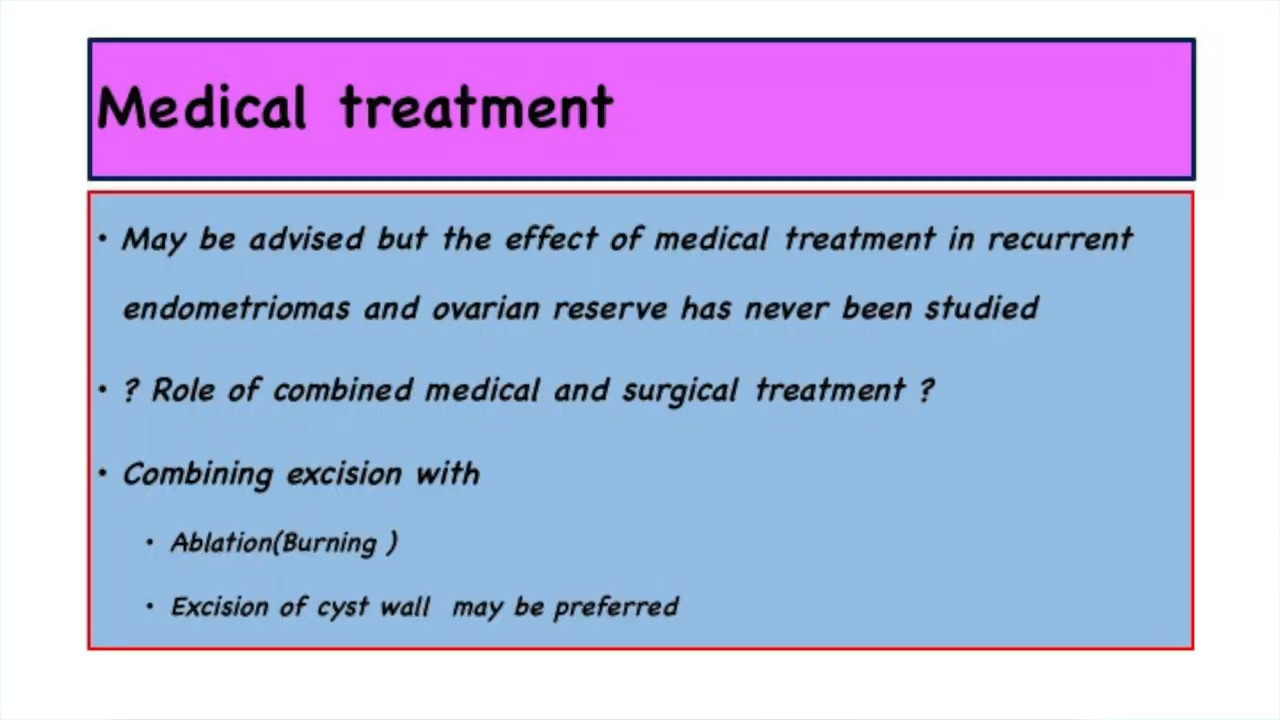 Medical treatment
• May be advised but the effect of medical treatment in recurrent
endometriomas and ovarian reserve has never been studied
• ? Role of combined medical and surgical treatment ?
• Combining excision with
• Ablation(Burning )
• Excision of cyst wall  may be preferred